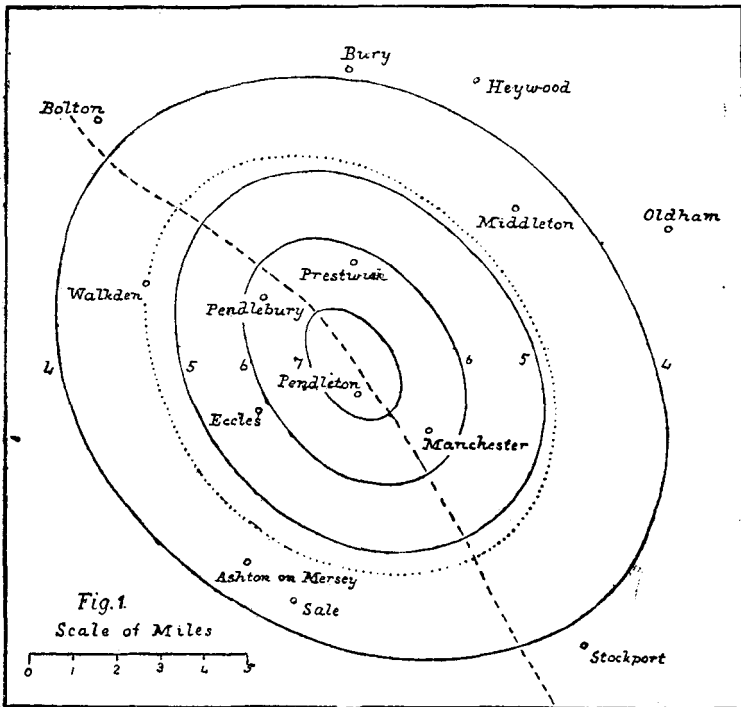 Bury
Heywood
Bolton
Middleton
Oldham
Prestwick
Walkden
Pendlebury
4 5 6 7 6 5 4
Pendleton
Eccles
Manchester
Ashton on Mersey
Fig.1.
Sale
Scale of Miles
Stockport
0 1 2 3 4 5